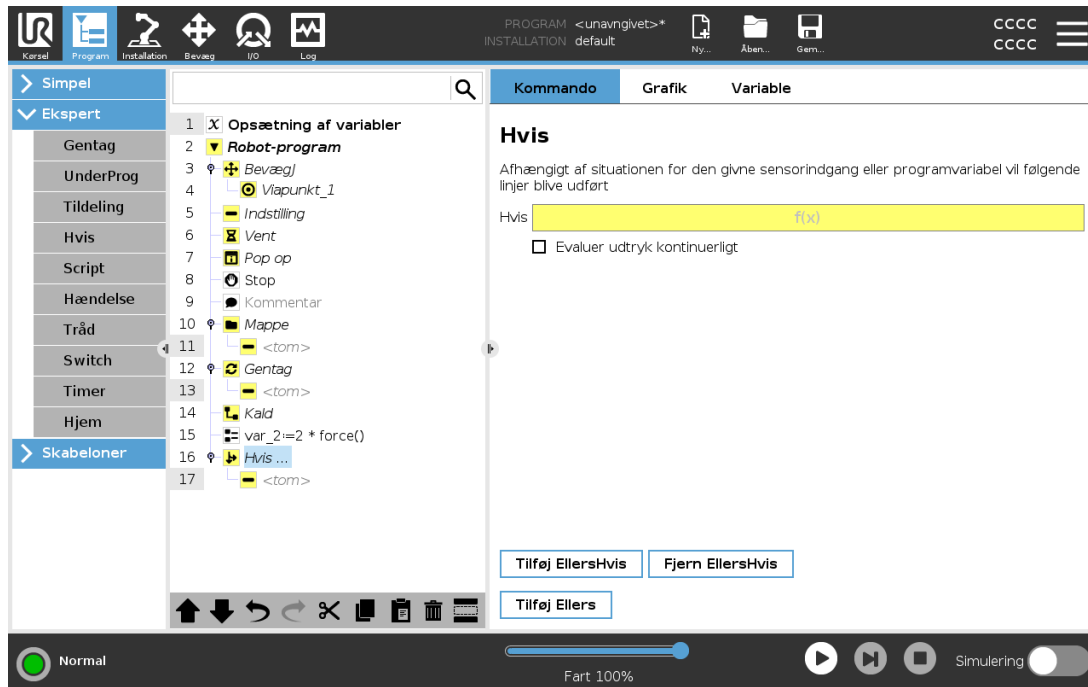 UR
PROGRAM <unavngivet>*
INSTALLATION default
CCCC
CCCC
Kørsel Program Installation Bevæg I/O Log Ny... Åben... Gem...
Simpel
Ekspert
Gentag
UnderProg
Tildeling
Hvis
Script
Hændelse
Tråd
Switch
Timer
Hjem
Skabeloner
1 X Opsætning af variabler
2 Robot-program
3 BevægJ
4 Viapunkt_1
5 Indstilling
6 Vent
7 Pop op
8 Stop
9 Kommentar
10 Mappe
11 <tom>
12 Gentag
13 <tom>
14 Kald
15 var_2:=2 * force()
16 Hvis ...
17 <tom>
Kommando Grafik Variable
Hvis
Afhængigt af situationen for den givne sensorindgang eller programvariabel vil følgende
linjer blive udført
Hvis f(x)
Evaluer udtryk kontinuerligt
Tilføj EllersHvis Fjern EllersHvis
Tilføj Ellers
Normal
Fart 100%
Simulering